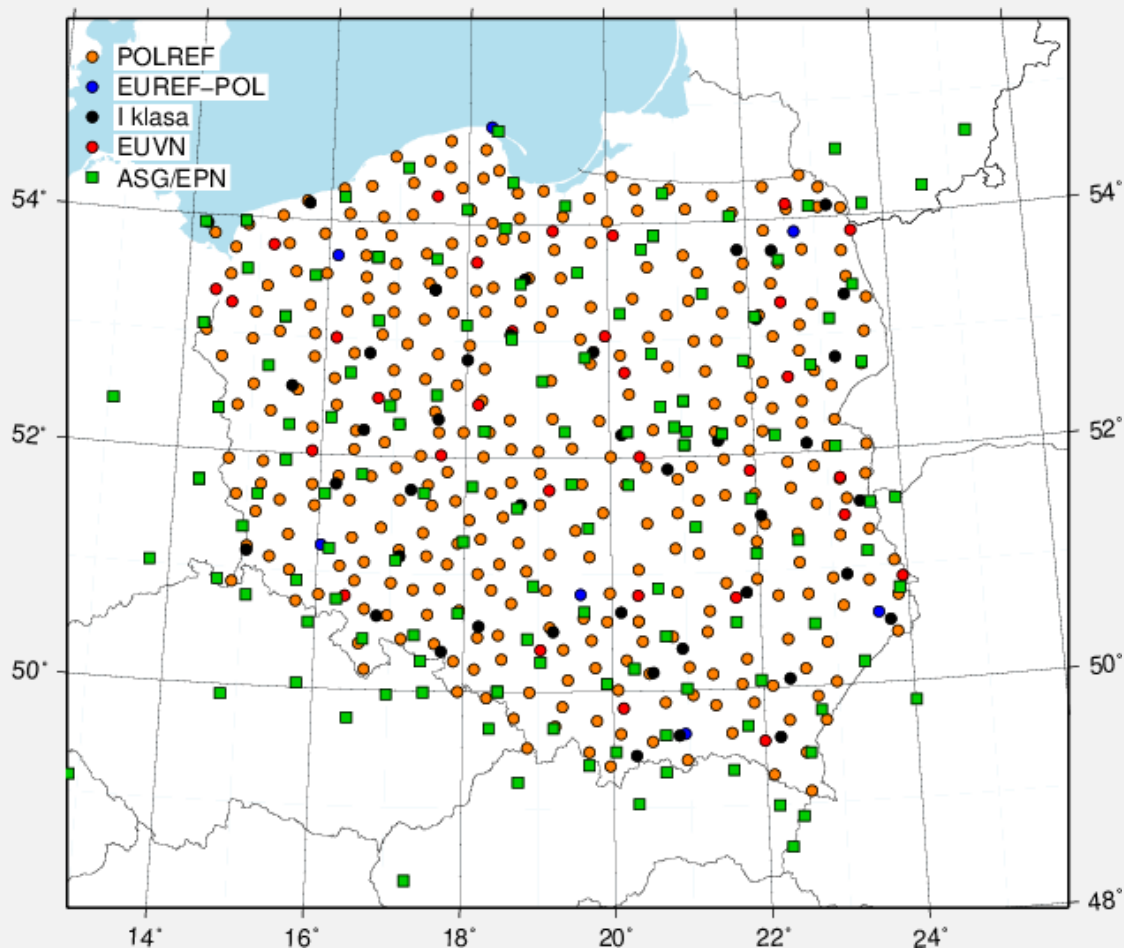 POLREF
EUREF-POL
I klasa
EUVN
ASG/EPN
54° 54°
52° 52°
50° 50°
48°
14° 16° 18° 20° 22° 24°